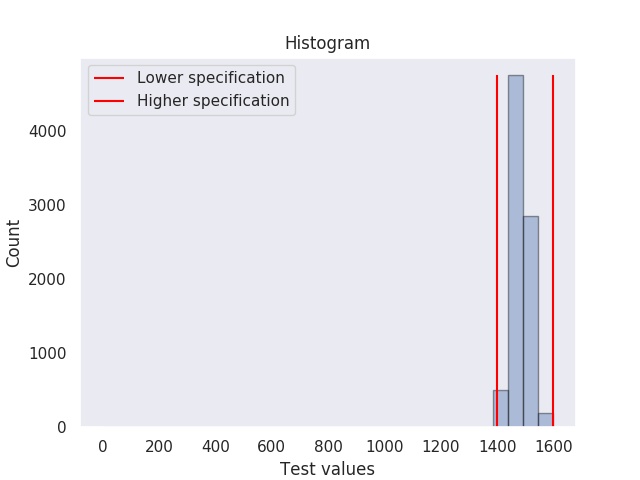 Histogram
Lower specification
Higher specification
4000
3000
2000
1000
0
Count
0 200 400 600 800 1000 1200 1400 1600
Test values